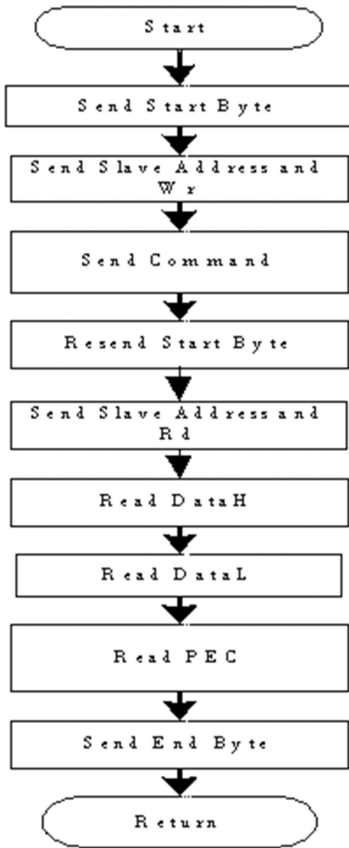 Start
Send Start Byte
Send Slave Address and
Wr
Send Command
Resend Start Byte
Send Slave Address and
Rd
Read DataH
Read DataL
Read PEC
Send End Byte
Return